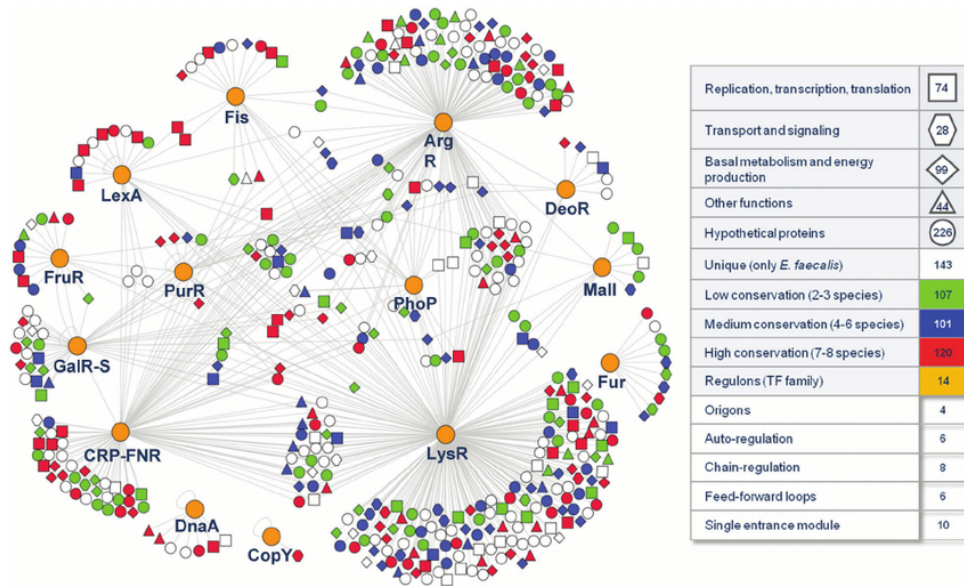 Fis
Arg
R
LexA
DeoR
FruR
PurR
PhoP
MalI
GalR-S
Fur
CRP-FNR
LysR
DnaA
CopY
Replication, transcription, translation 74
Transport and signaling 28
Basal metabolism and energy
production 99
Other functions 44
Hypothetical proteins 226
Unique (only E. faecalis) 143
Low conservation (2-3 species) 107
Medium conservation (4-6 species) 101
High conservation (7-8 species) 120
Regulons (TF family) 14
Origons 4
Auto-regulation 6
Chain-regulation 8
Feed-forward loops 6
Single entrance module 10